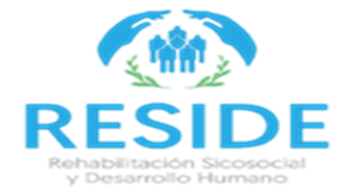 RESIDE
Rehabilitación Sicosocial
y Desarrollo Humano